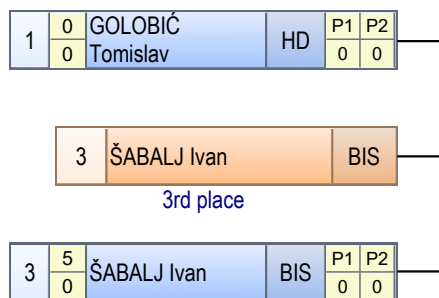 1 0 GOLOBIĆ HD P1 P2
0 Tomislav 0 0
3 ŠABALJ Ivan BIS
3rd place
3 5 ŠABALJ Ivan BIS P1 P2
0 0 0